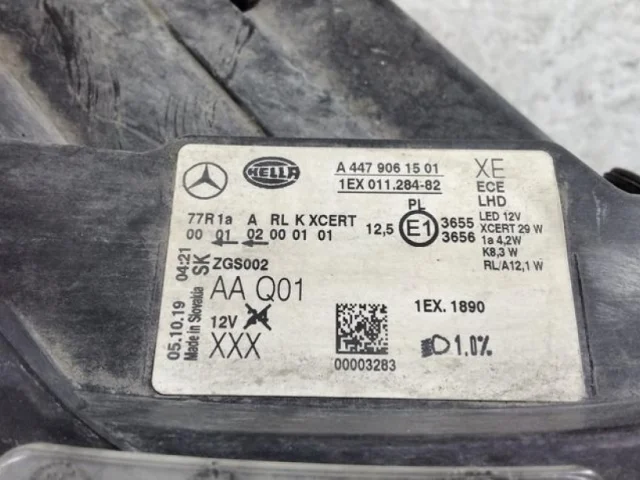 HELLA
A 447 906 15 01
1EX 011.284-82
XE
ECE
LHD
LED 12V
XCERT 29 W
1a 4,2W
K8,3 W
RL/A12,1 W
77R1a A RL K XCERT
00 01 02 00 01 01
12,5
PL
E1
3655
3656
05.10.19 04:21
Made in Slovakia SK
ZGS002
AA Q01
12V
XXX
00003283
1EX. 1890
1.0%